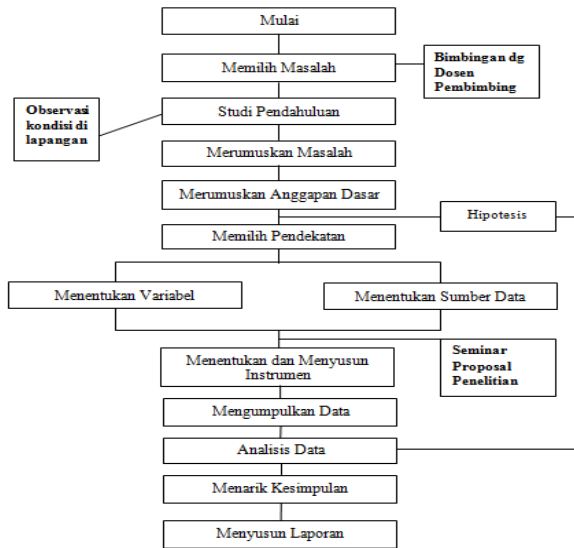 Mulai
Memilih Masalah
Bimbingan dg
Dosen
Pembimbing
Observasi
kondisi di
lapangan
Studi Pendahuluan
Merumuskan Masalah
Merumuskan Anggapan Dasar
Hipotesis
Memilih Pendekatan
Menentukan Variabel
Menentukan Sumber Data
Menentukan dan Menyusun
Instrumen
Seminar
Proposal
Penelitian
Mengumpulkan Data
Analisis Data
Menarik Kesimpulan
Menyusun Laporan